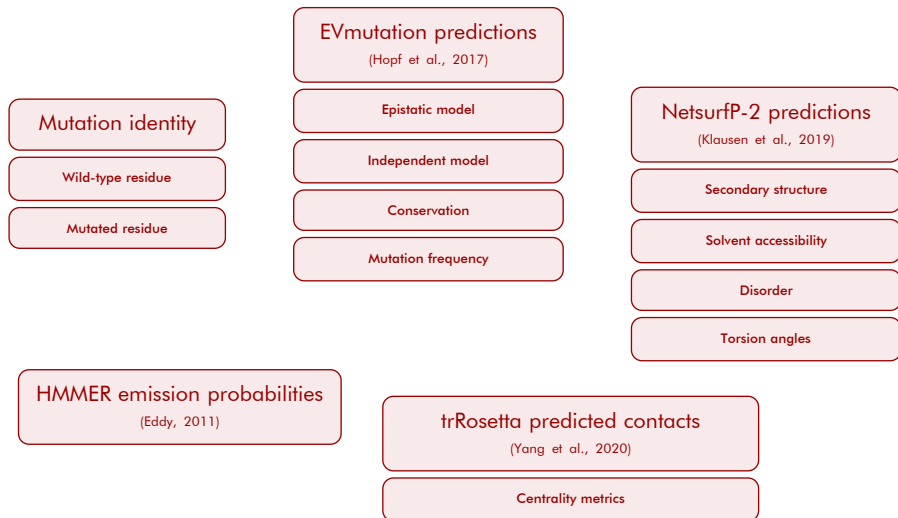 EVmutation predictions
(Hopf et al., 2017)
Epistatic model
Independent model
Conservation
Mutation frequency
Mutation identity
Wild-type residue
Mutated residue
NetsurfP-2 predictions
(Klausen et al., 2019)
Secondary structure
Solvent accessibility
Disorder
Torsion angles
HMMER emission probabilities
(Eddy, 2011)
trRosetta predicted contacts
(Yang et al., 2020)
Centrality metrics